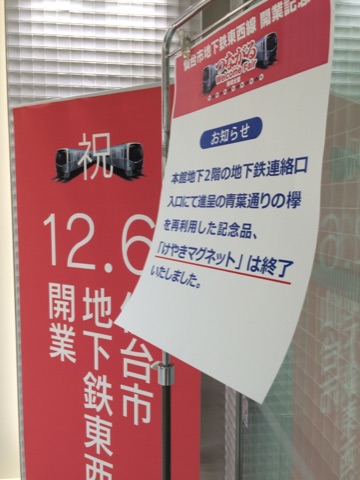 仙台市地下鉄東西線 開業記念
Welcome Fair
お知らせ
本館地下2階の地下鉄連絡口
入口にて進呈の青葉通りの欅
を再利用した記念品、
「けやきマグネット」は終了
いたしました。
祝
12.6
仙台市
地下鉄東西
開業